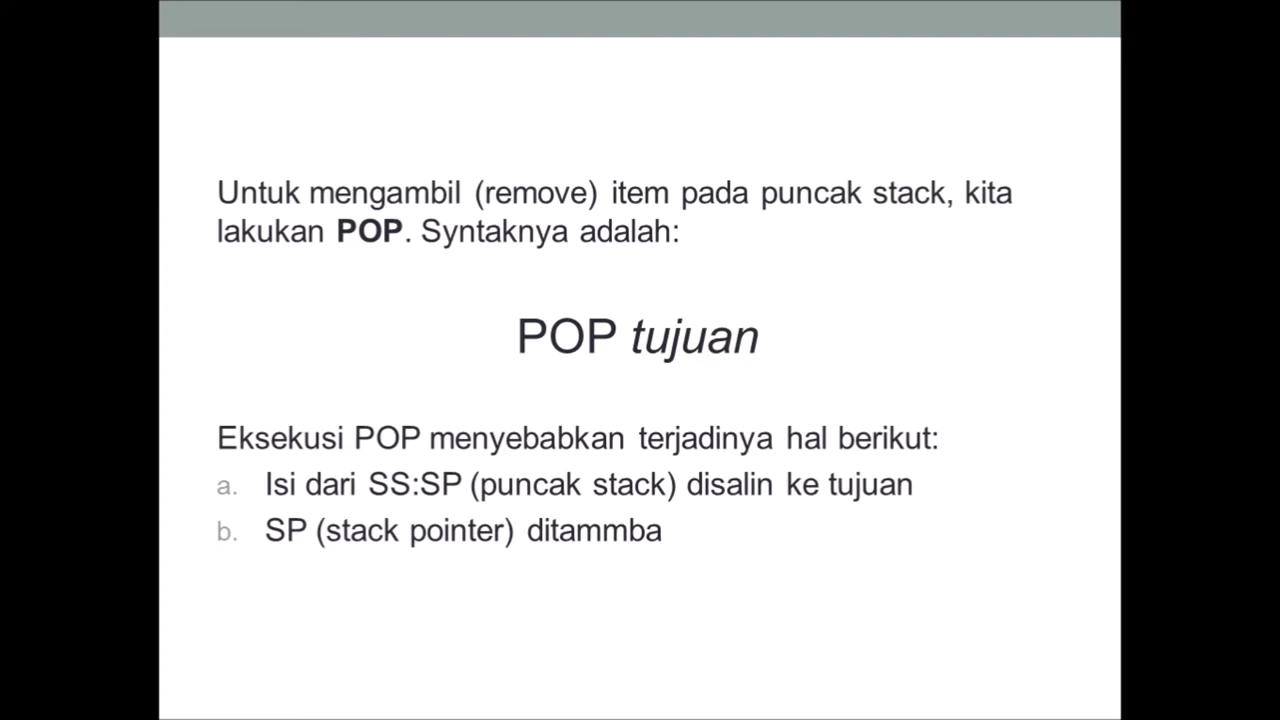 Untuk mengambil (remove) item pada puncak stack, kita
lakukan POP. Syntaknya adalah:
POP tujuan
Eksekusi POP menyebabkan terjadinya hal berikut:
a. Isi dari SS:SP (puncak stack) disalin ke tujuan
b. SP (stack pointer) ditammba